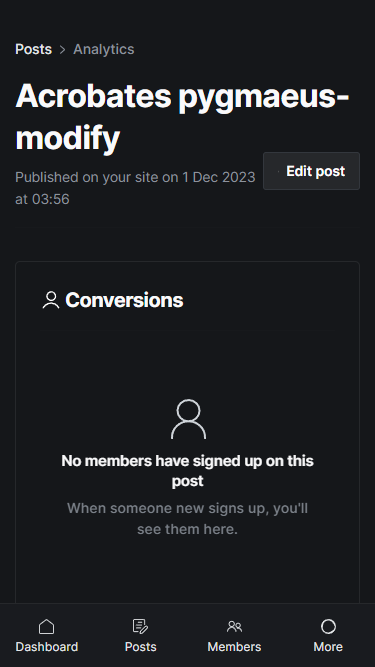 Posts > Analytics
Acrobates pygmaeus-
modify
Published on your site on 1 Dec 2023
at 03:56
Edit post
Conversions
No members have signed up on this
post
When someone new signs up, you'll
see them here.
Dashboard
Posts
Members
More